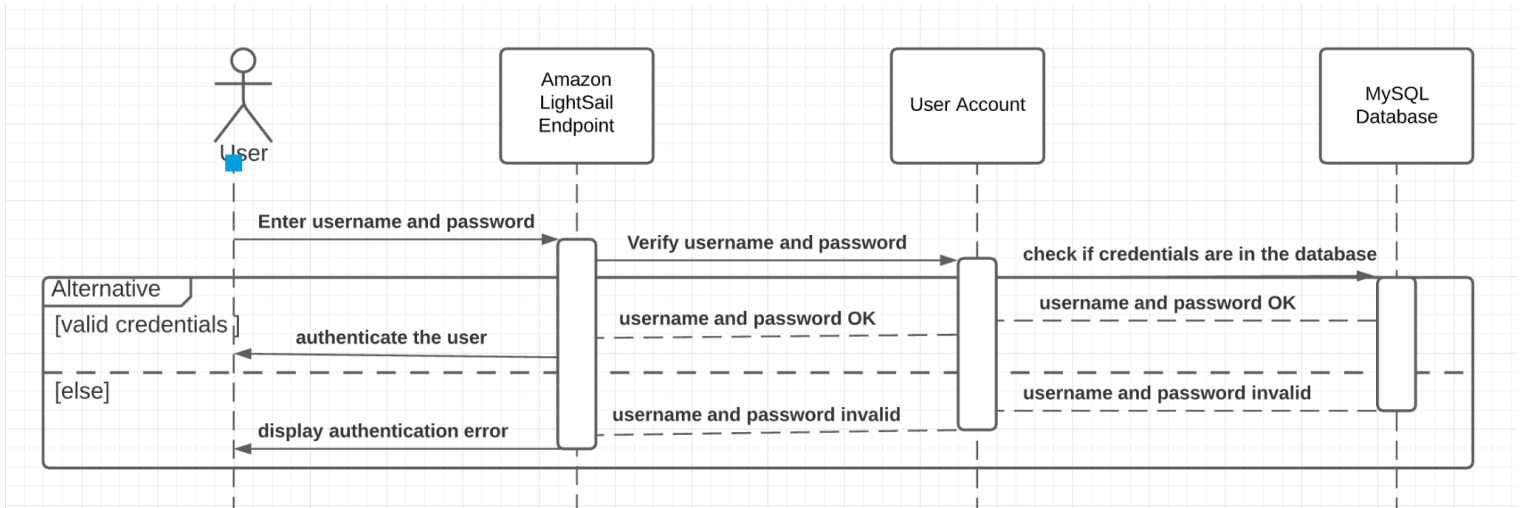 Amazon
LightSail
Endpoint
User Account
MySQL
Database
User
Enter username and password
Verify username and password
check if credentials are in the database
Alternative
[valid credentials ]
username and password OK
username and password OK
authenticate the user
[else]
username and password invalid
username and password invalid
display authentication error